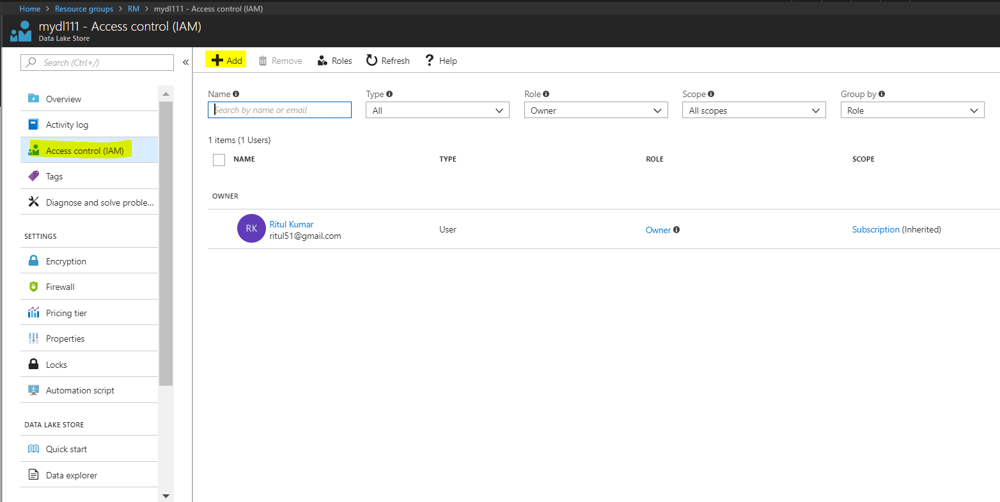 Home > Resource groups > RM > mydl111 - Access control (IAM)
mydl111 - Access control (IAM)
Data Lake Store
Search (Ctrl+/)
«
Overview
Activity log
Access control (IAM)
Tags
Diagnose and solve proble...
SETTINGS
Encryption
Firewall
Pricing tier
Properties
Locks
Automation script
DATA LAKE STORE
Quick start
Data explorer
Add Remove Roles Refresh ? Help
Name Type Role Scope Group by
Search by name or email All Owner All scopes Role
1 items (1 Users)
NAME TYPE ROLE SCOPE
OWNER
RK Ritul Kumar User Owner Subscription (Inherited)
ritul51@gmail.com